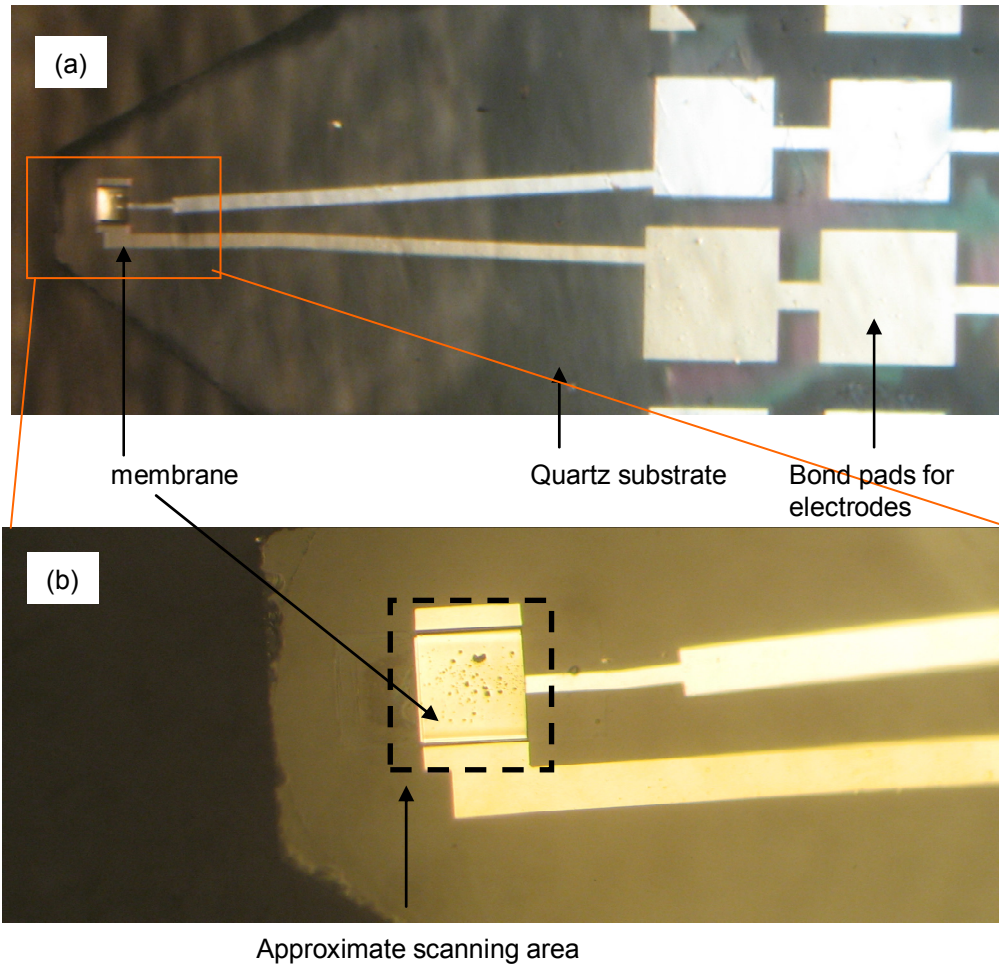 (a)
membrane
Quartz substrate
Bond pads for
electrodes
(b)
Approximate scanning area